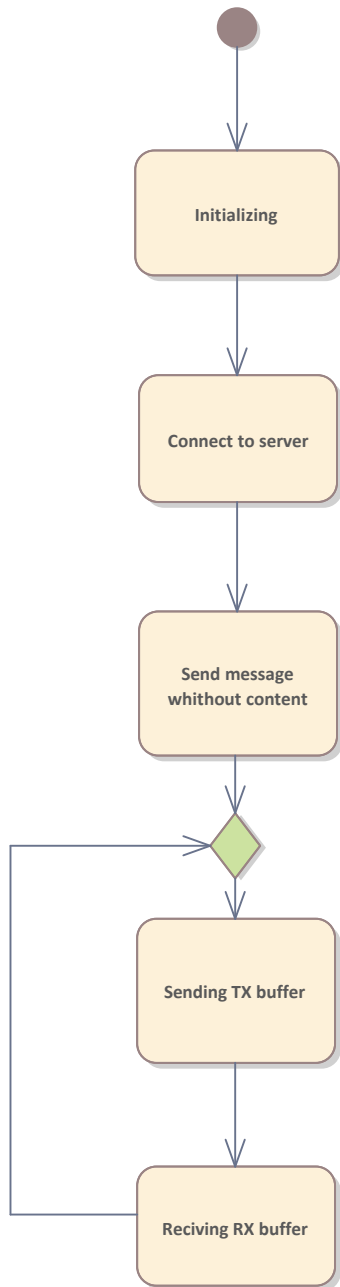 Initializing
Connect to server
Send message
whithout content
Sending TX buffer
Reciving RX buffer